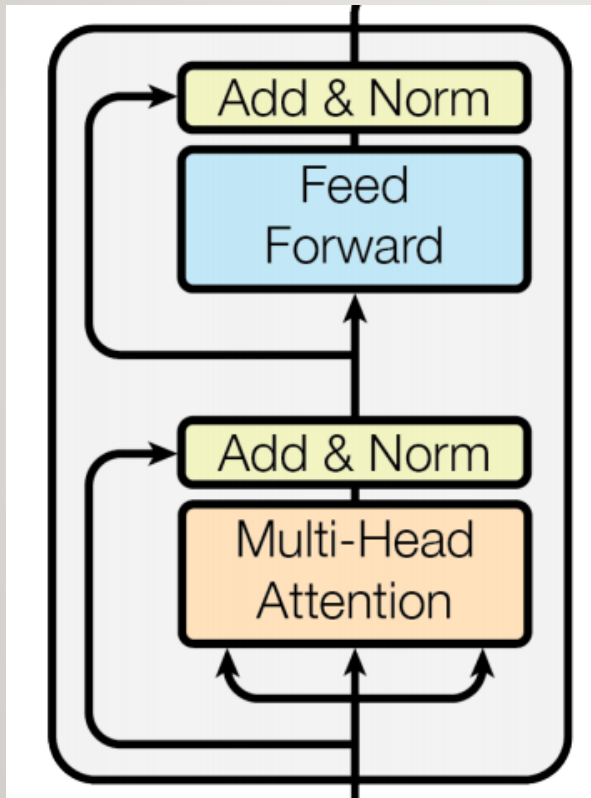 Add & Norm
Feed
Forward
Add & Norm
Multi-Head
Attention